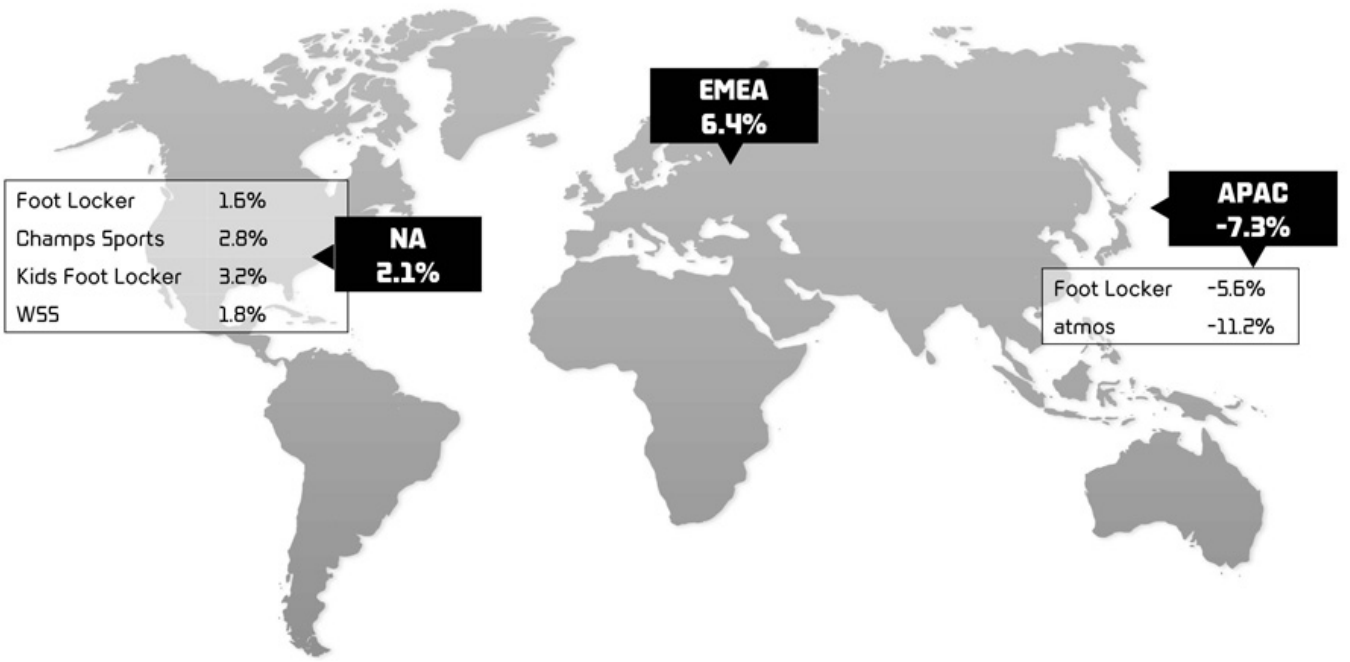 EMEA
6.4%
Foot Locker 1.6%
Champs Sports 2.8%
Kids Foot Locker 3.2%
WSS 1.8%
NA
2.1%
APAC
-7.3%
Foot Locker -5.6%
atmos -11.2%